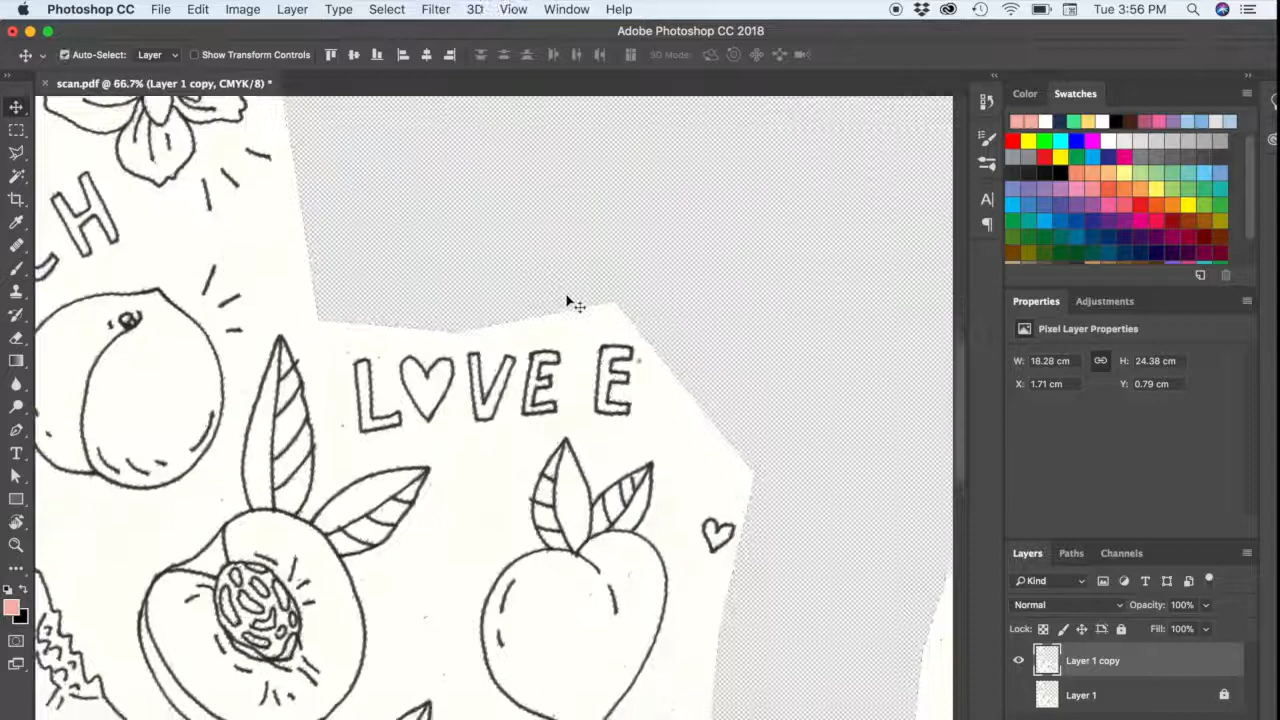 Photoshop CC File Edit Image Layer Type Select Filter 3D View Window Help Tue 3:56 PM
Adobe Photoshop CC 2018
Auto-Select: Layer Show Transform Controls 3D Mode:
× scan.pdf @ 66.7% (Layer 1 copy, CMYK/8) *
Color Swatches
CH
Properties Adjustments
Pixel Layer Properties
W: 18.28 cm H: 24.38 cm
X: 1.71 cm Y: 0.79 cm
L♡VE E
Layers Paths Channels
Kind
Normal Opacity: 100%
Lock: Fill: 100%
Layer 1 copy
Layer 1